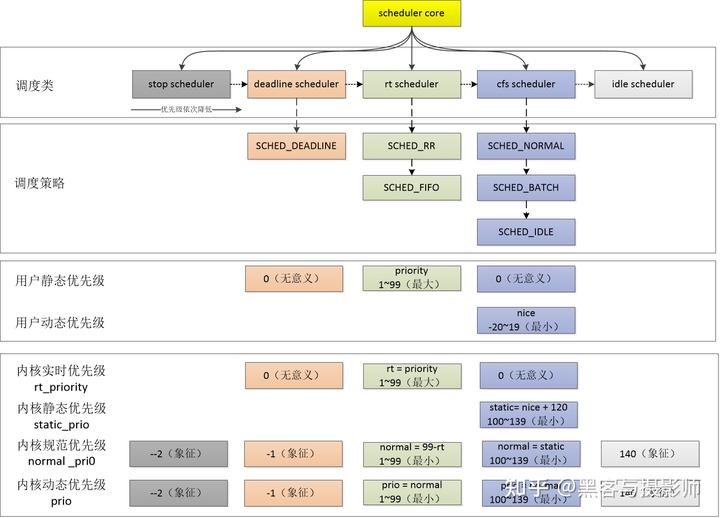 scheduler core
调度类
stop scheduler
deadline scheduler
rt scheduler
cfs scheduler
idle scheduler
优先级依次降低
调度策略
SCHED_DEADLINE
SCHED_RR
SCHED_NORMAL
SCHED_FIFO
SCHED_BATCH
SCHED_IDLE
用户静态优先级
0（无意义）
priority
1~99（最大）
0（无意义）
用户动态优先级
nice
-20~19（最小）
内核实时优先级
rt_priority
0（无意义）
rt = priority
1~99（最大）
0（无意义）
内核静态优先级
static_prio
static= nice + 120
100~139（最小）
内核规范优先级
normal _pri0
--2（象征）
-1（象征）
normal = 99-rt
1~99（最小）
normal = static
100~139（最小）
140（象征）
内核动态优先级
prio
--2（象征）
-1（象征）
prio = normal
1~99（最小）
100~139（最小）
知乎 @黑客与摄影师